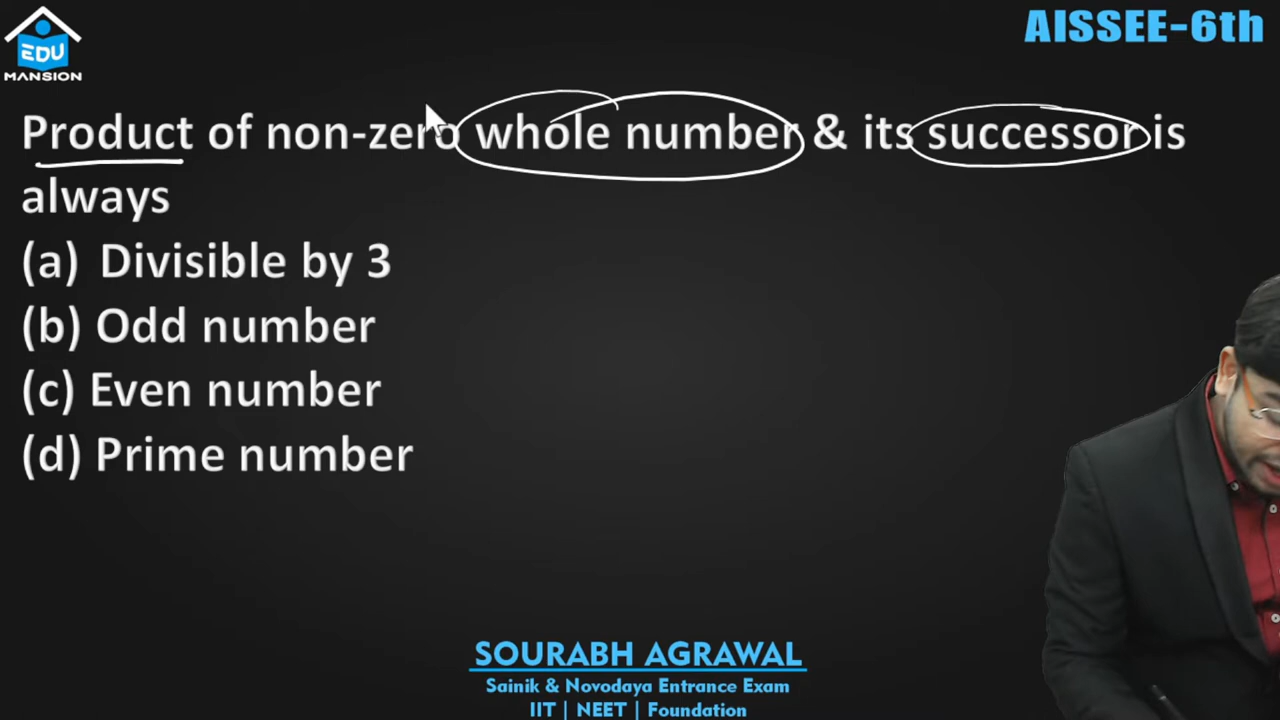 EDU
MANSION
AISSEE-6th
Product of non-zero whole number & its successor is
always
(a) Divisible by 3
(b) Odd number
(c) Even number
(d) Prime number
SOURABH AGRAWAL
Sainik & Novodaya Entrance Exam
IIT | NEET | Foundation